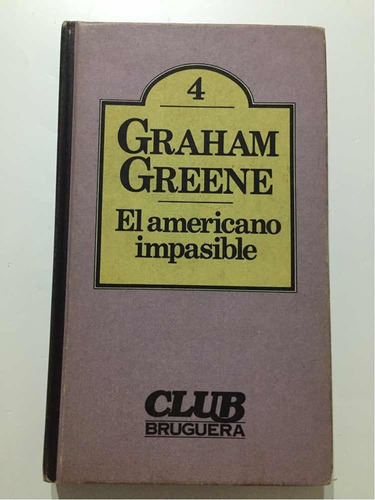 4
GRAHAM
GREENE
El americano
impasible
CLUB
BRUGUERA